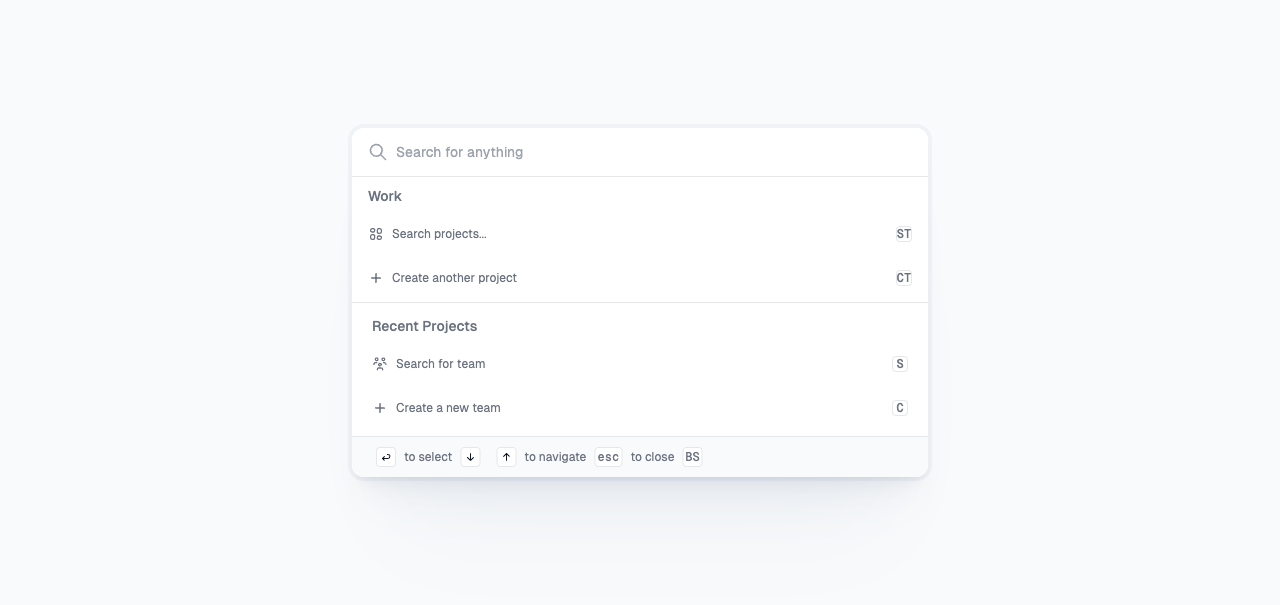 Search for anything
Work
Search projects... ST
Create another project CT
Recent Projects
Search for team S
Create a new team C
↵ to select ↓ ↑ to navigate esc to close BS